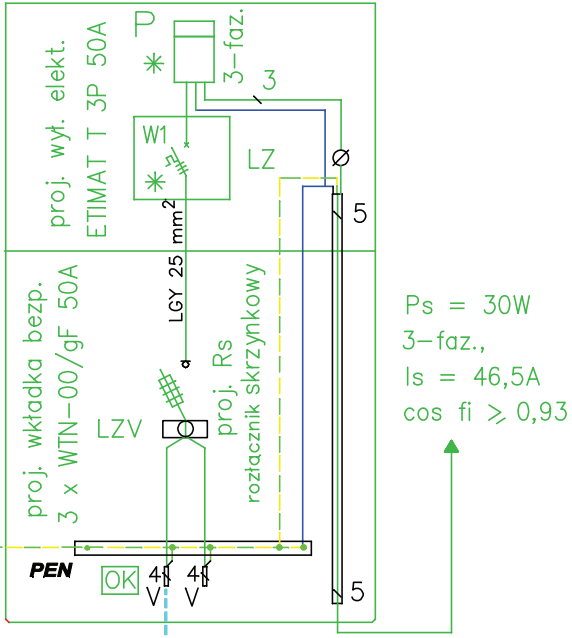 P
3-faz.
proj. wył. elekt.
ETIMAT T 3P 50A
3
W1
LZ
5
LGY 25 mm2
proj. wkładka bezp.
3 x WTN-00/gF 50A
proj. Rs
rozłącznik skrzynkowy
LZV
Ps = 30W
3-faz.,
Is = 46,5A
cos fi ≥ 0,93
PEN
OK
4
V
4
V
5